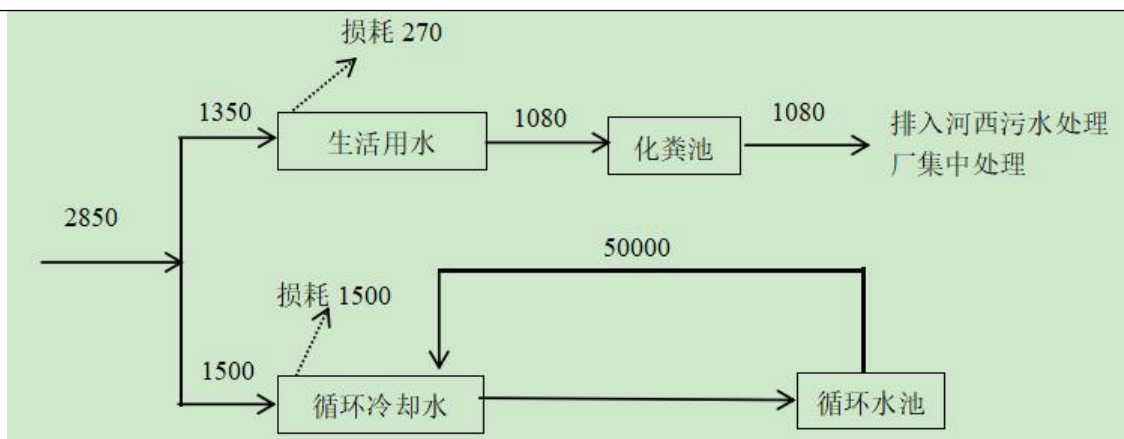 损耗 270
1350
生活用水
1080
化粪池
1080
排入河西污水处理
厂集中处理
2850
50000
损耗 1500
1500
循环冷却水
循环水池